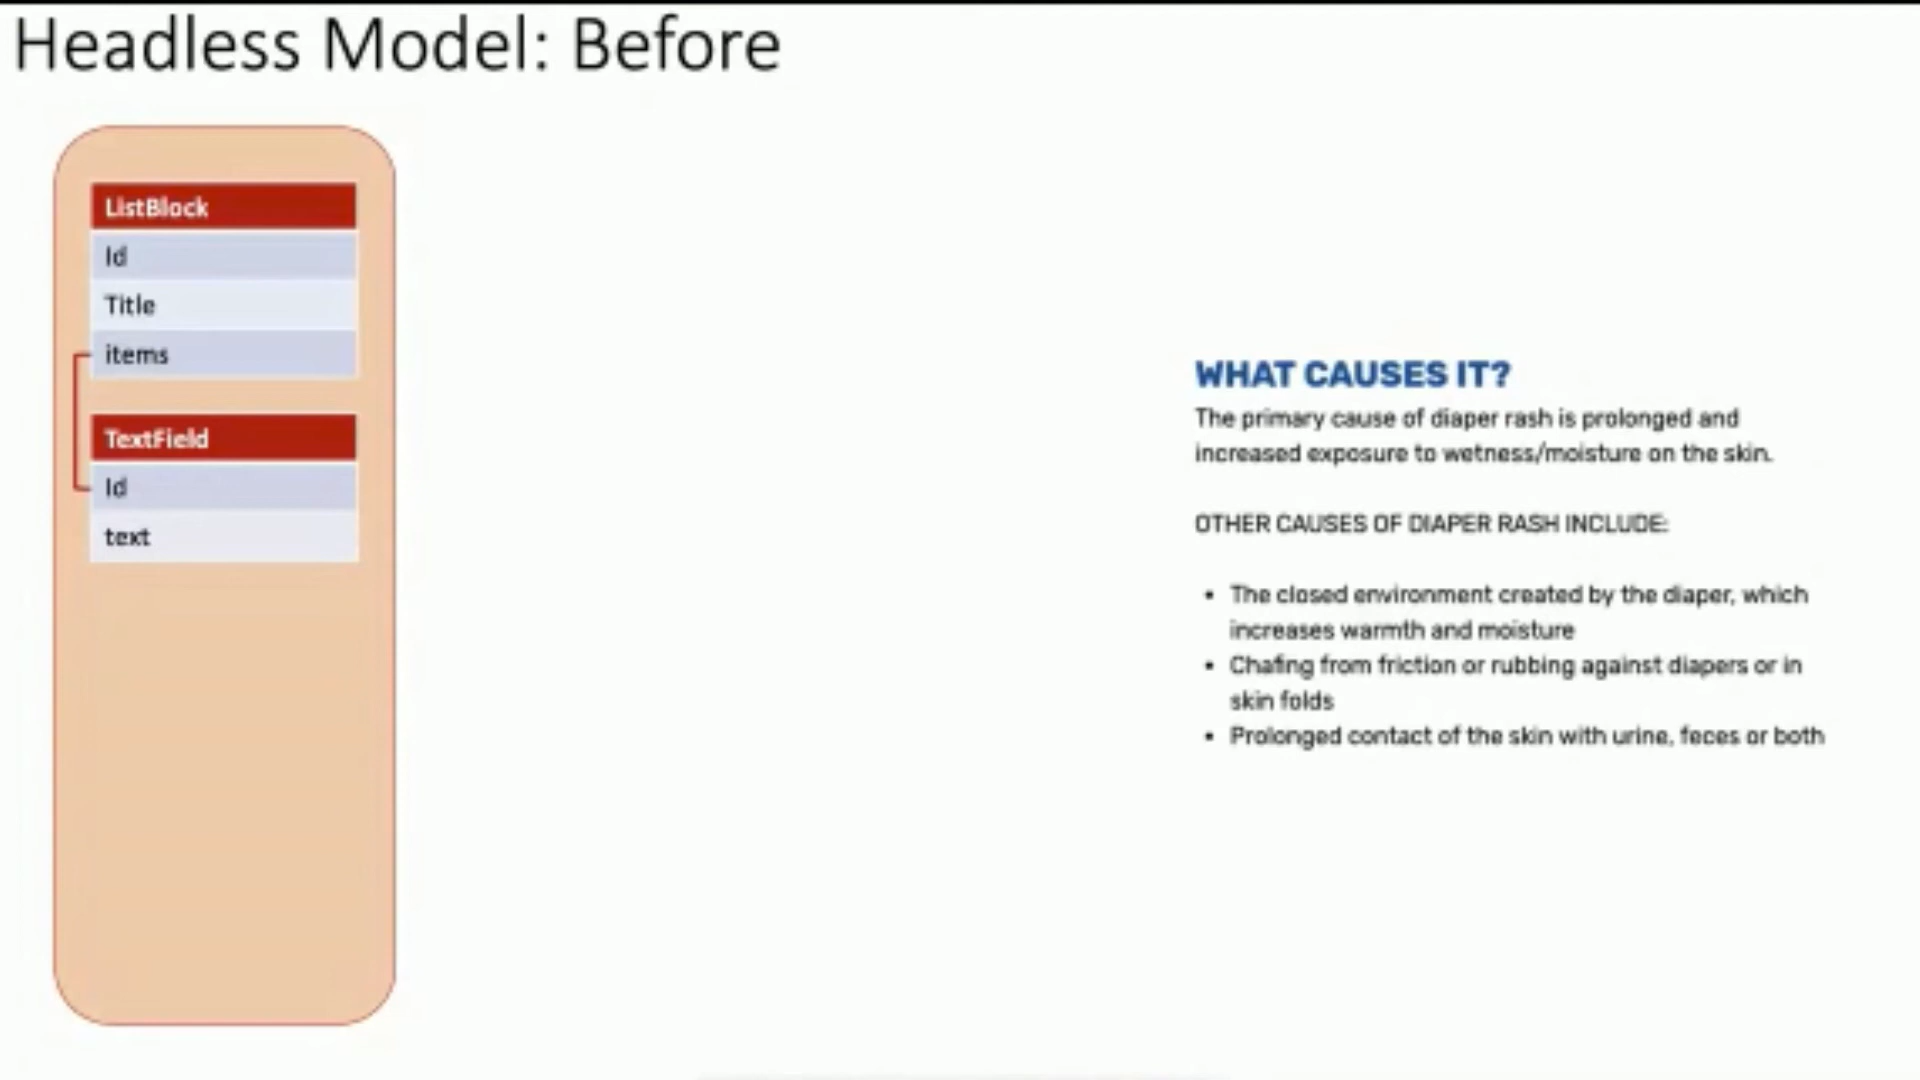 Headless Model: Before
ListBlock
Id
Title
items
TextField
Id
text
WHAT CAUSES IT?
The primary cause of diaper rash is prolonged and
increased exposure to wetness/moisture on the skin.
OTHER CAUSES OF DIAPER RASH INCLUDE:
• The closed environment created by the diaper, which
increases warmth and moisture
• Chafing from friction or rubbing against diapers or in
skin folds
• Prolonged contact of the skin with urine, feces or both